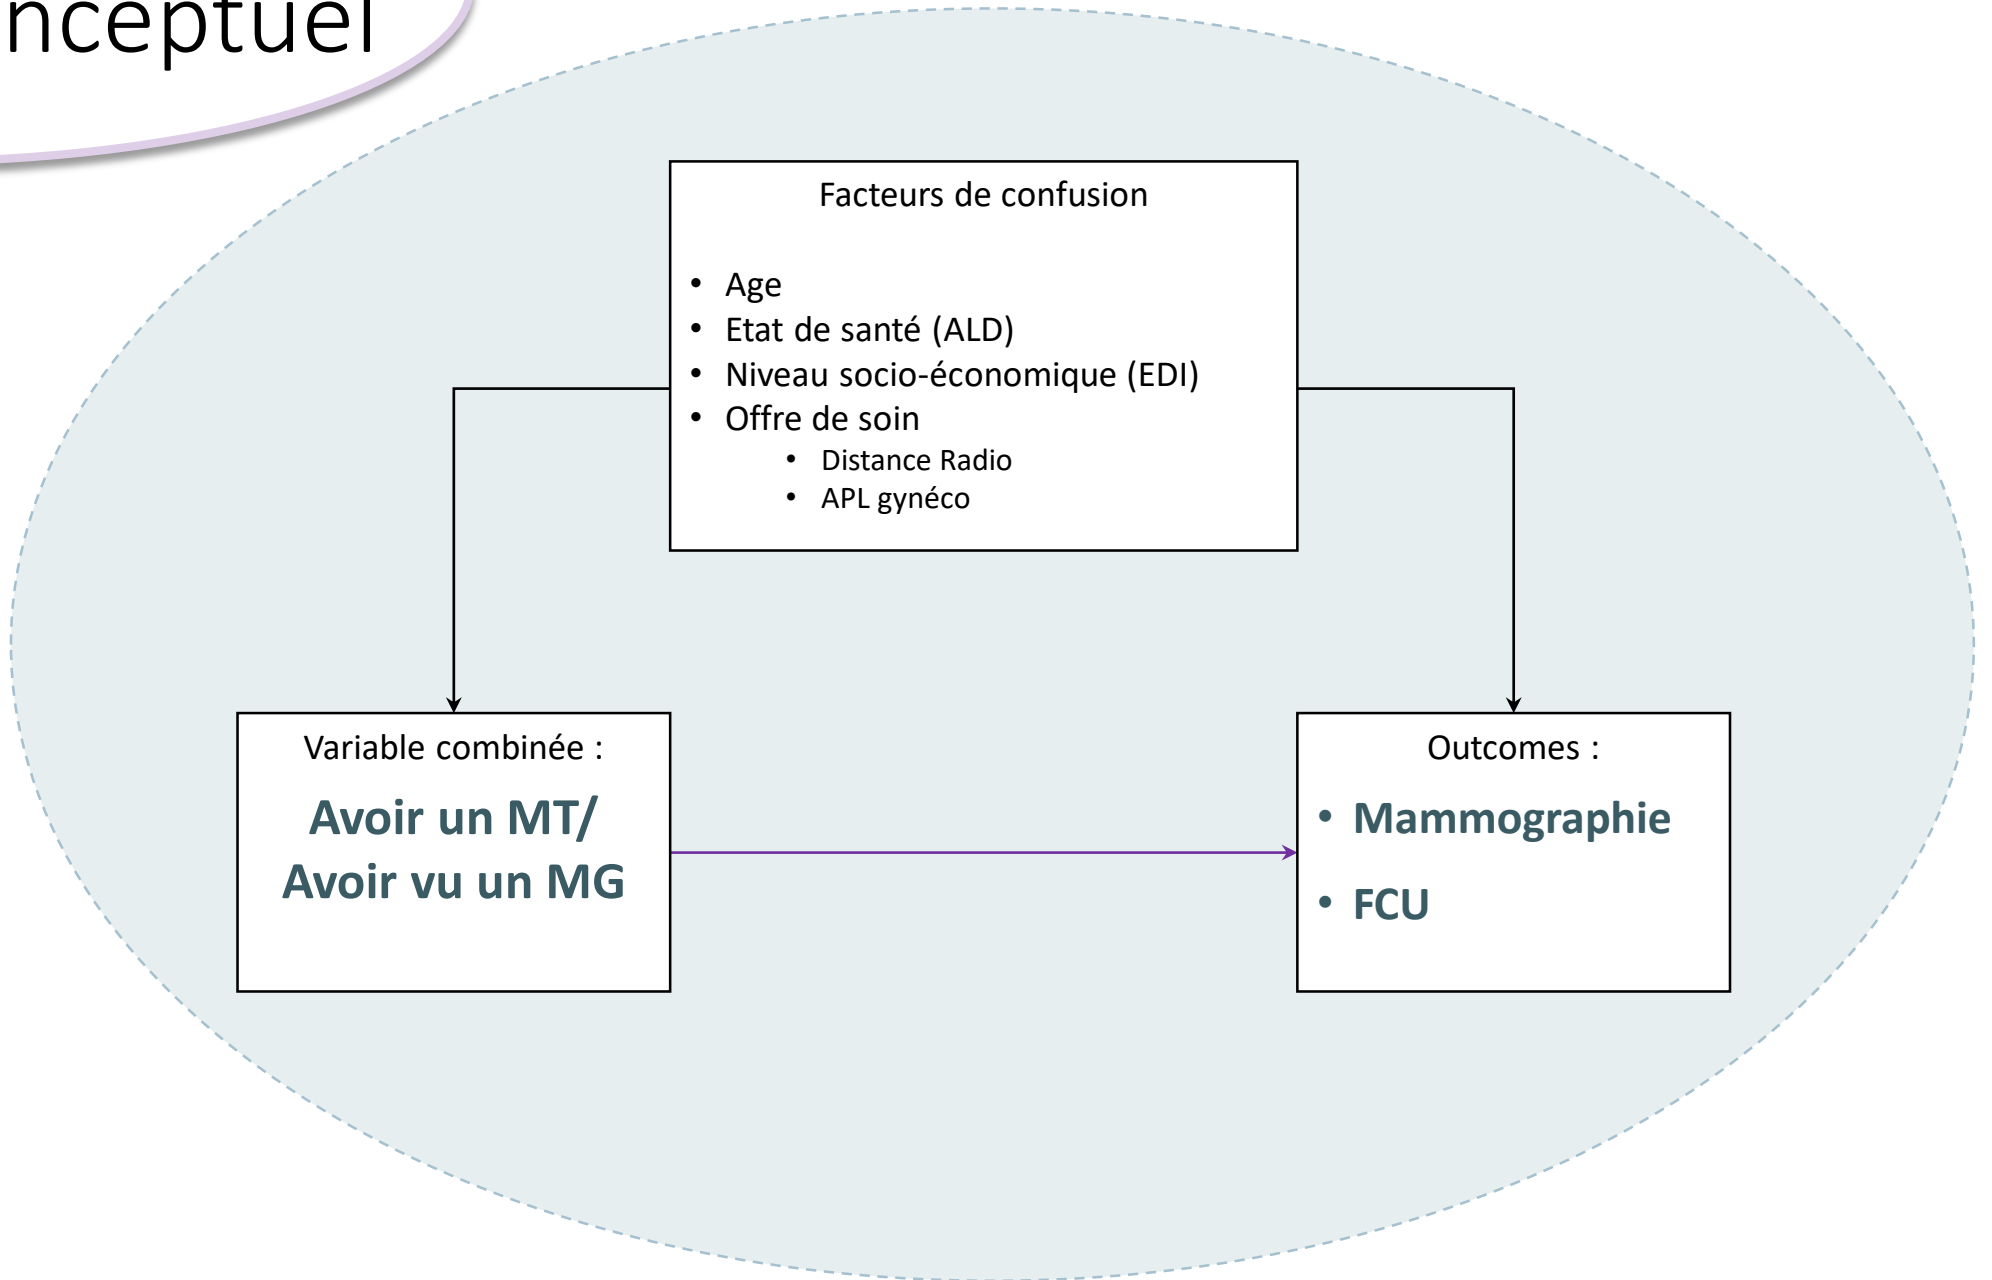 nceptuel
Facteurs de confusion
• Age
• Etat de santé (ALD)
• Niveau socio-économique (EDI)
• Offre de soin
• Distance Radio
• APL gynéco
Variable combinée :
Avoir un MT/
Avoir vu un MG
Outcomes :
• Mammographie
• FCU